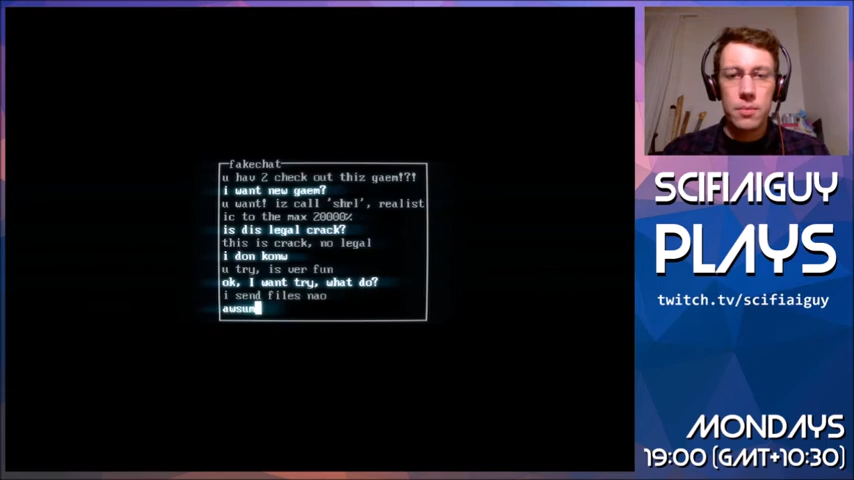 fakechat
u hav 2 check out thiz gaem!?!
i want new gaem?
u want! iz call 'shrl', realist
ic to the max 20000%
is dis legal crack?
this is crack, no legal
i don konw
u try, is ver fun
ok, I want try, what do?
i send files nao
awsum
SCIFIAIGUY
PLAYS
twitch.tv/scifiaiguy
MONDAYS
19:00 (GMT+10:30)